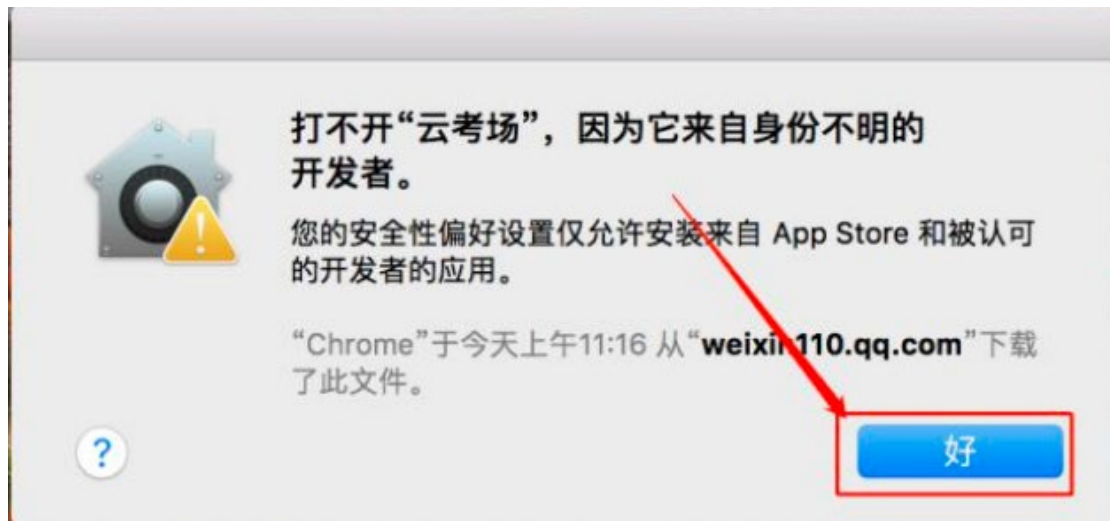 打不开“云考场”，因为它来自身份不明的
开发者。
您的安全性偏好设置仅允许安装来自 App Store 和被认可
的开发者的应用。
“Chrome”于今天上午11:16 从“weixin110.qq.com”下载
了此文件。
?
好